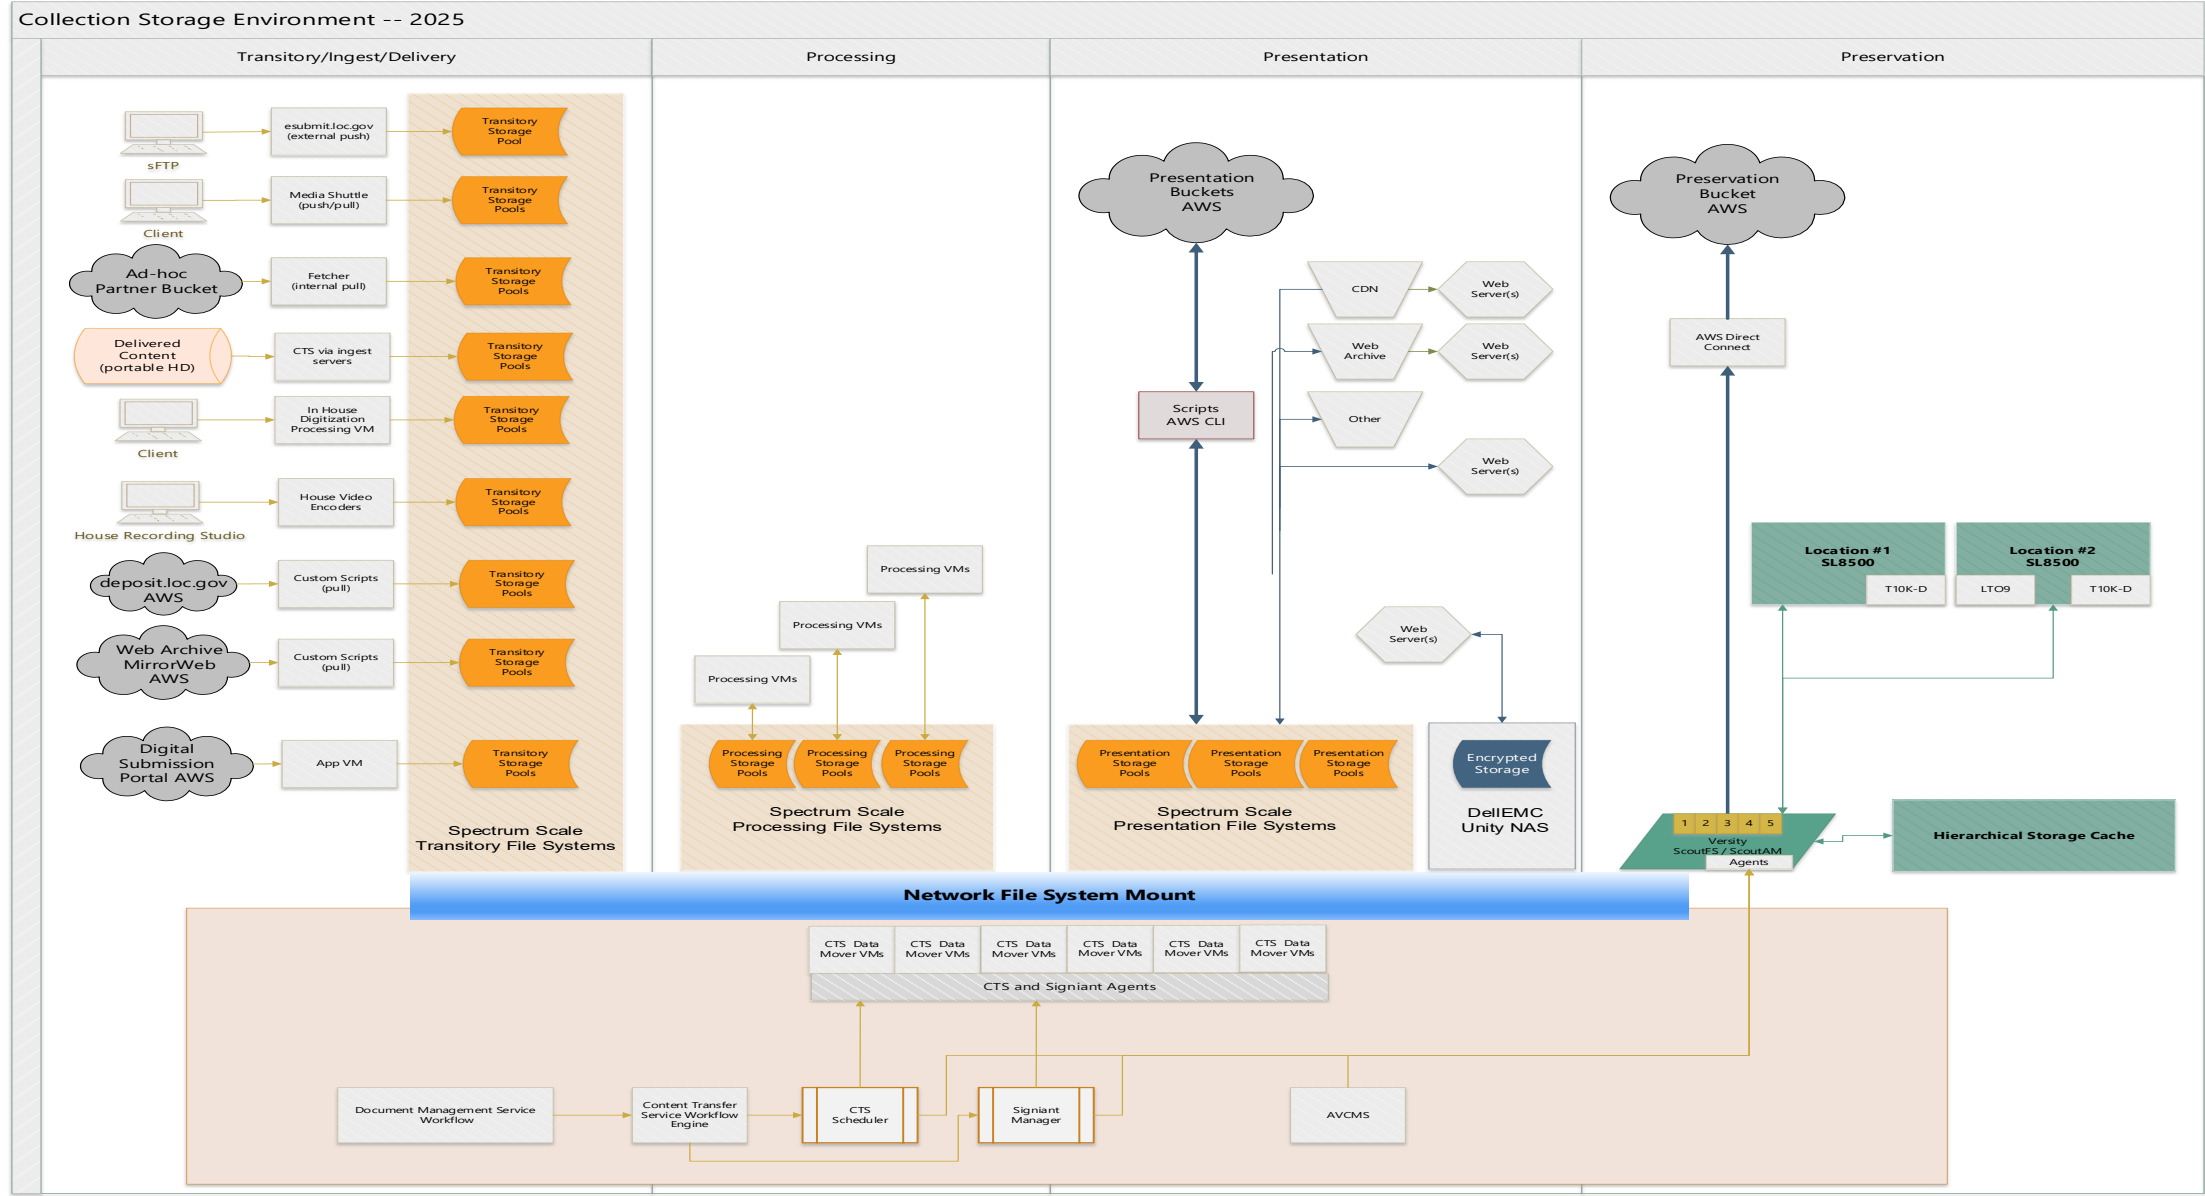 Collection Storage Environment -- 2025
Transitory/Ingest/Delivery
Processing
Presentation
Preservation
sFTP
esubmit.loc.gov
(external push)
Transitory
Storage
Pool
Client
Media Shuttle
(push/pull)
Transitory
Storage
Pools
Ad-hoc
Partner Bucket
Fetcher
(internal pull)
Transitory
Storage
Pools
Delivered
Content
(portable HD)
CTS via ingest
servers
Transitory
Storage
Pools
Client
In House
Digitization
Processing VM
Transitory
Storage
Pools
House Recording Studio
House Video
Encoders
Transitory
Storage
Pools
deposit.loc.gov
AWS
Custom Scripts
(pull)
Transitory
Storage
Pools
Web Archive
MirrorWeb
AWS
Custom Scripts
(pull)
Transitory
Storage
Pools
Digital
Submission
Portal AWS
App VM
Transitory
Storage
Pools
Spectrum Scale
Transitory File Systems
Processing VMs
Processing VMs
Processing VMs
Processing
Storage
Pools
Processing
Storage
Pools
Processing
Storage
Pools
Spectrum Scale
Processing File Systems
Presentation
Buckets
AWS
Scripts
AWS CLI
CDN
Web
Server(s)
Web
Archive
Web
Server(s)
Other
Web
Server(s)
Web
Server(s)
Presentation
Storage
Pools
Presentation
Storage
Pools
Presentation
Storage
Pools
Spectrum Scale
Presentation File Systems
Encrypted
Storage
DellEMC
Unity NAS
Preservation
Bucket
AWS
AWS Direct
Connect
Location #1
SL8500
T10K-D
Location #2
SL8500
LTO9
T10K-D
1 2 3 4 5
Versity
ScoutFS / ScoutAM
Agents
Hierarchical Storage Cache
Network File System Mount
CTS Data
Mover VMs
CTS Data
Mover VMs
CTS Data
Mover VMs
CTS Data
Mover VMs
CTS Data
Mover VMs
CTS Data
Mover VMs
CTS and Signiant Agents
Document Management Service
Workflow
Content Transfer
Service Workflow
Engine
CTS
Scheduler
Signiant
Manager
AVCMS